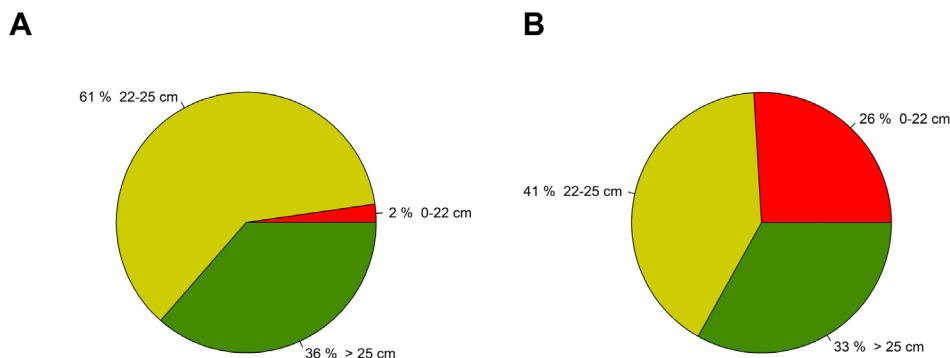 A
61 % 22-25 cm
2 % 0-22 cm
36 % > 25 cm
B
26 % 0-22 cm
41 % 22-25 cm
33 % > 25 cm